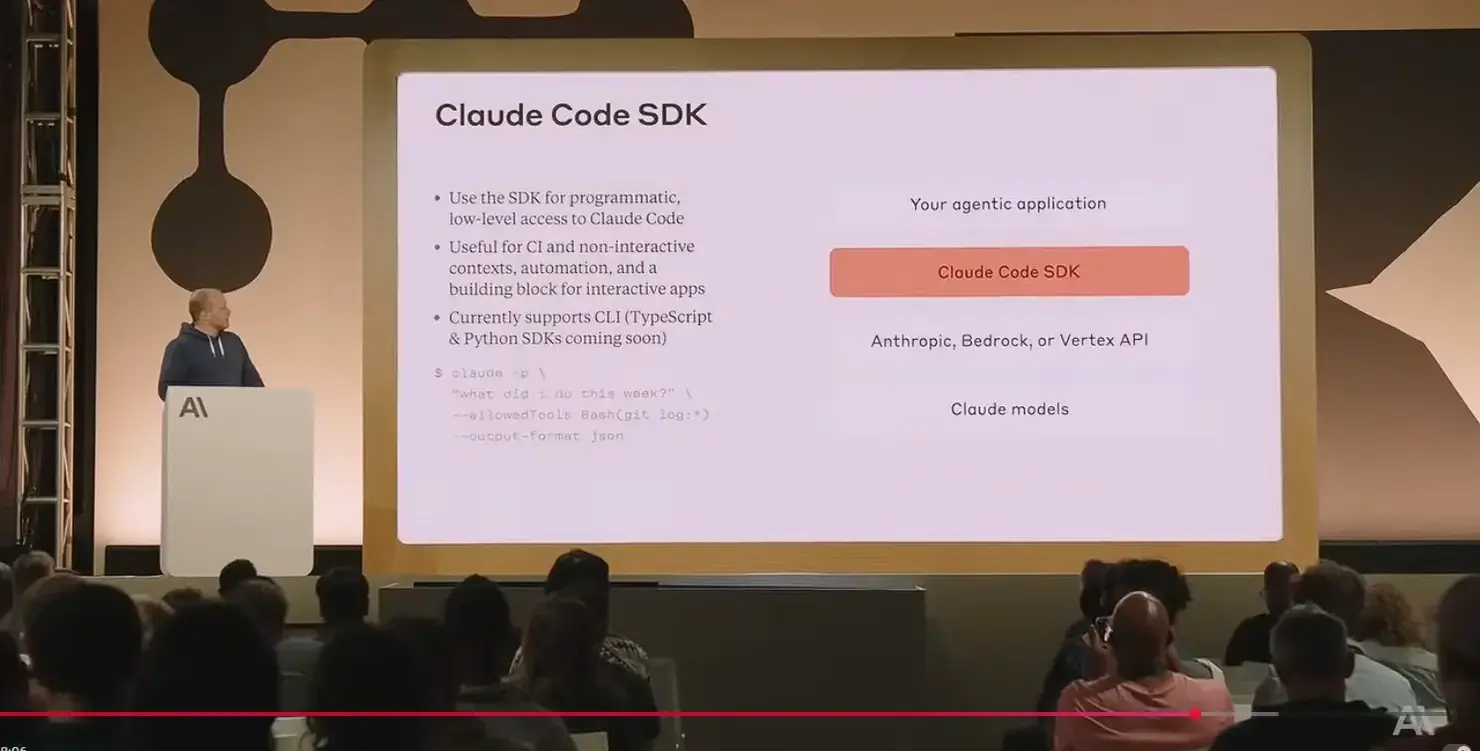 Claude Code SDK
• Use the SDK for programmatic,
low-level access to Claude Code
• Useful for CI and non-interactive
contexts, automation, and a
building block for interactive apps
• Currently supports CLI (TypeScript
& Python SDKs coming soon)
$ claude -p \
"what did i do this week?" \
--allowedTools Bash(git log:*)
--output-format json
Your agentic application
Claude Code SDK
Anthropic, Bedrock, or Vertex API
Claude models
A\
A\